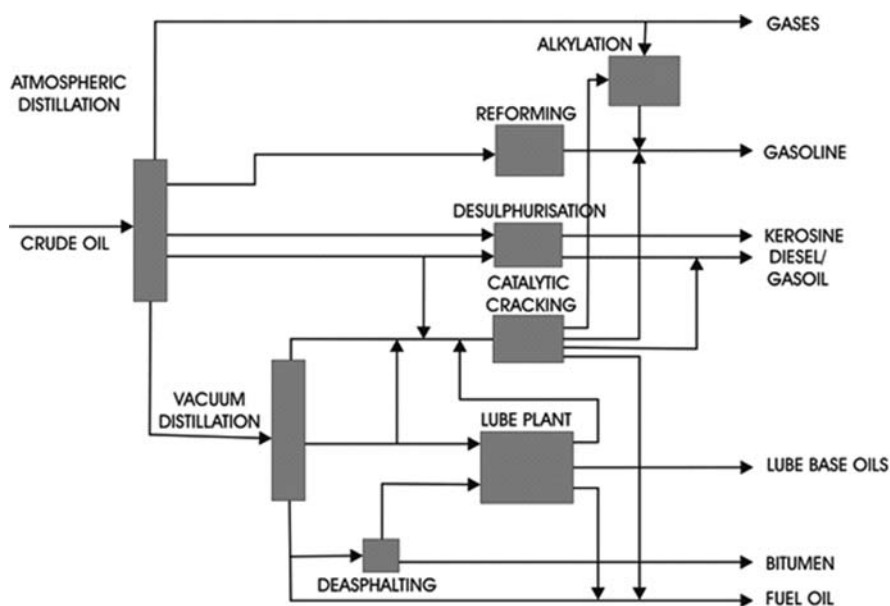 GASES
ALKYLATION
ATMOSPHERIC
DISTILLATION
REFORMING
GASOLINE
DESULPHURISATION
CRUDE OIL
KEROSINE
DIESEL/
GASOIL
CATALYTIC
CRACKING
VACUUM
DISTILLATION
LUBE PLANT
LUBE BASE OILS
BITUMEN
DEASPHALTING
FUEL OIL